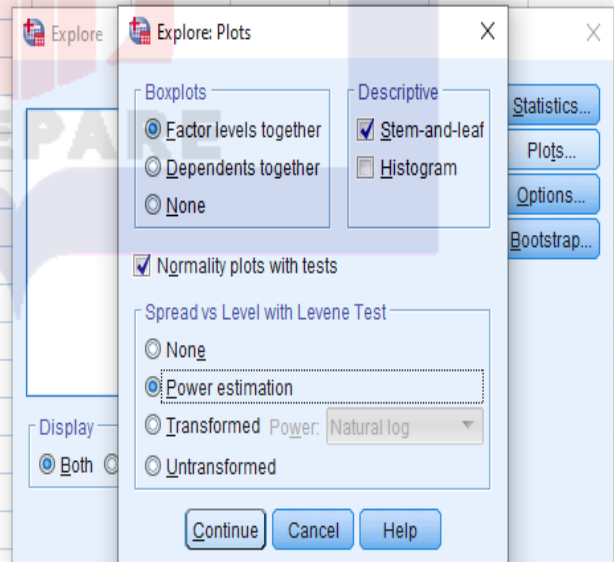 Explore
Explore: Plots
Boxplots
Factor levels together
Dependents together
None
Descriptive
Stem-and-leaf
Histogram
Normality plots with tests
Spread vs Level with Levene Test
None
Power estimation
Transformed Power: Natural log
Untransformed
Continue Cancel Help
Statistics...
Plots...
Options...
Bootstrap...
Display
Both
EPARE